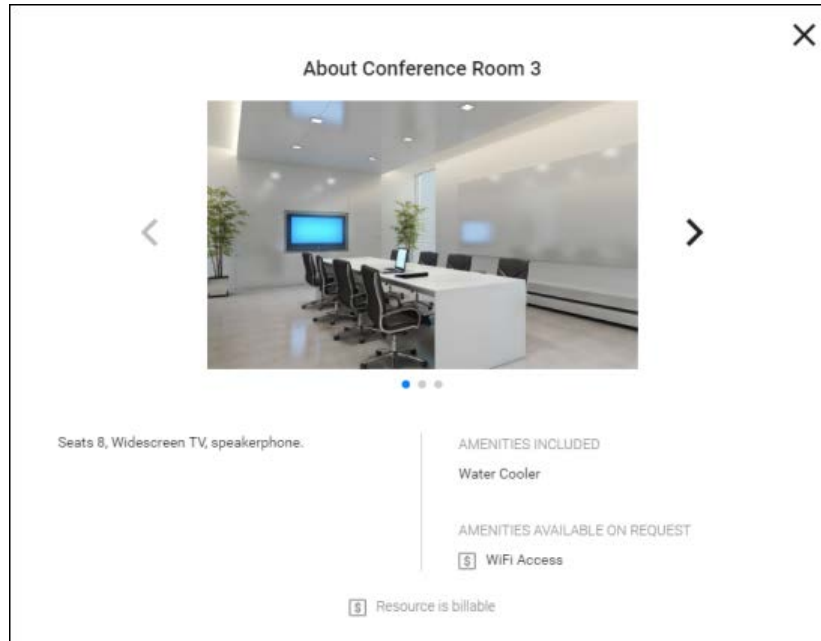 About Conference Room 3
Seats 8, Widescreen TV, speakerphone.
AMENITIES INCLUDED
Water Cooler
AMENITIES AVAILABLE ON REQUEST
$ WiFi Access
$ Resource is billable